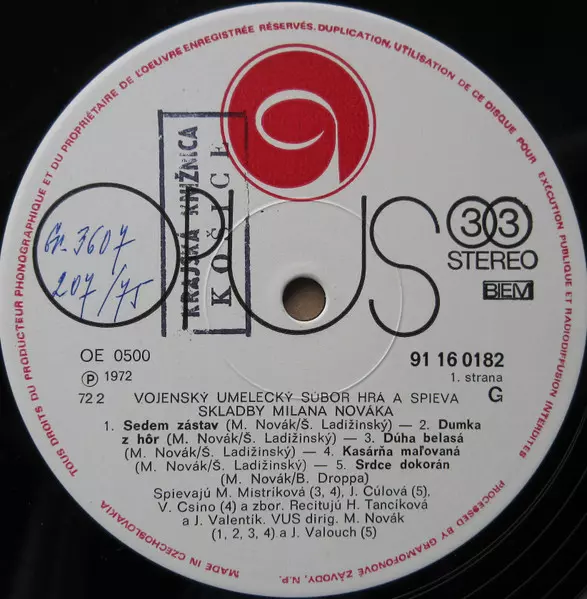 TOUS DROITS DU PRODUCTEUR PHONOGRAPHIQUE ET DU PROPRIÉTAIRE DE L'OEUVRE ENREGISTRÉE RÉSERVÉS. DUPLICATION, UTILISATION DE CE DISQUE POUR EXÉCUTION PUBLIQUE ET RADIODIFFUSION INTERDITES
OPUS
33
STEREO
BIEM
KRAJSKÁ KNIŽNICA
KOŠICE
Gr. 3607
207/75
OE 0500
91 16 0182
Ⓟ 1972
1. strana
72 2
G
VOJENSKÝ UMELECKÝ SÚBOR HRÁ A SPIEVA
SKLADBY MILANA NOVÁKA
1. Sedem zástav (M. Novák/Š. Ladižinský) — 2. Dumka
z hôr (M. Novák/Š. Ladižinský) — 3. Dúha belasá
(M. Novák/Š. Ladižinský) — 4. Kasárňa maľovaná
(M. Novák/Š. Ladižinský) — 5. Srdce dokorán
(M. Novák/B. Droppa)
Spievajú M. Mistríková (3, 4), J. Čúlová (5),
V. Csino (4) a zbor. Recitujú H. Tancíková
a J. Valentík. VUS dirig. M. Novák
(1, 2, 3, 4) a J. Valouch (5)
MADE IN CZECHOSLOVAKIA
PROCESSED BY GRAMOFONOVÉ ZÁVODY, N.P.